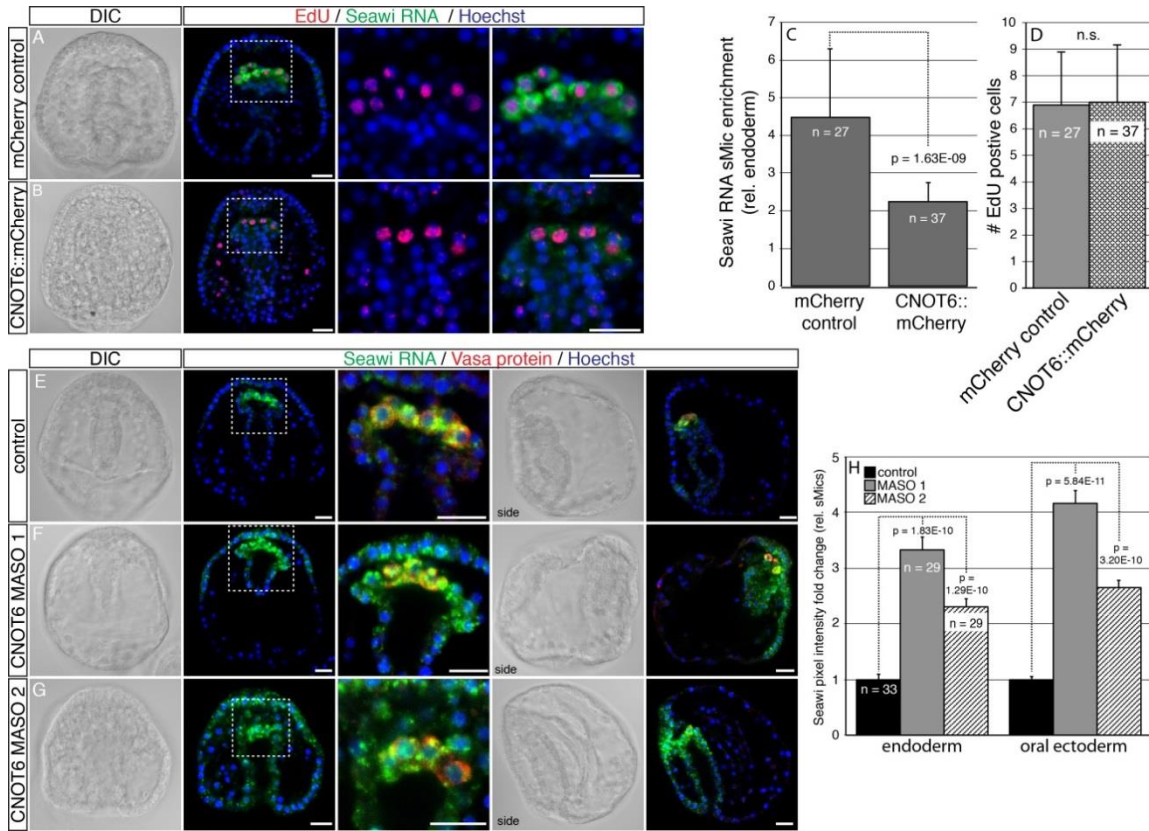 DIC
EdU / Seawi RNA / Hoechst
mCherry control
A
CNOT6::mCherry
B
C
Seawi RNA sMic enrichment
(rel. endoderm)
7
6
5
4
3
2
1
0
n = 27
p = 1.63E-09
n = 37
mCherry
control
CNOT6::
mCherry
D
n.s.
# EdU postive cells
10
9
8
7
6
5
4
3
2
1
0
n = 27
n = 37
mCherry control
CNOT6::mCherry
DIC
Seawi RNA / Vasa protein / Hoechst
control
E
side
CNOT6 MASO 1
F
side
CNOT6 MASO 2
G
side
H
Seawi pixel intensity fold change (rel. sMics)
5
4
3
2
1
0
control
MASO 1
MASO 2
p = 1.83E-10
n = 29
p =
1.29E-10
n = 29
n = 33
p = 5.84E-11
p =
3.20E-10
endoderm
oral ectoderm